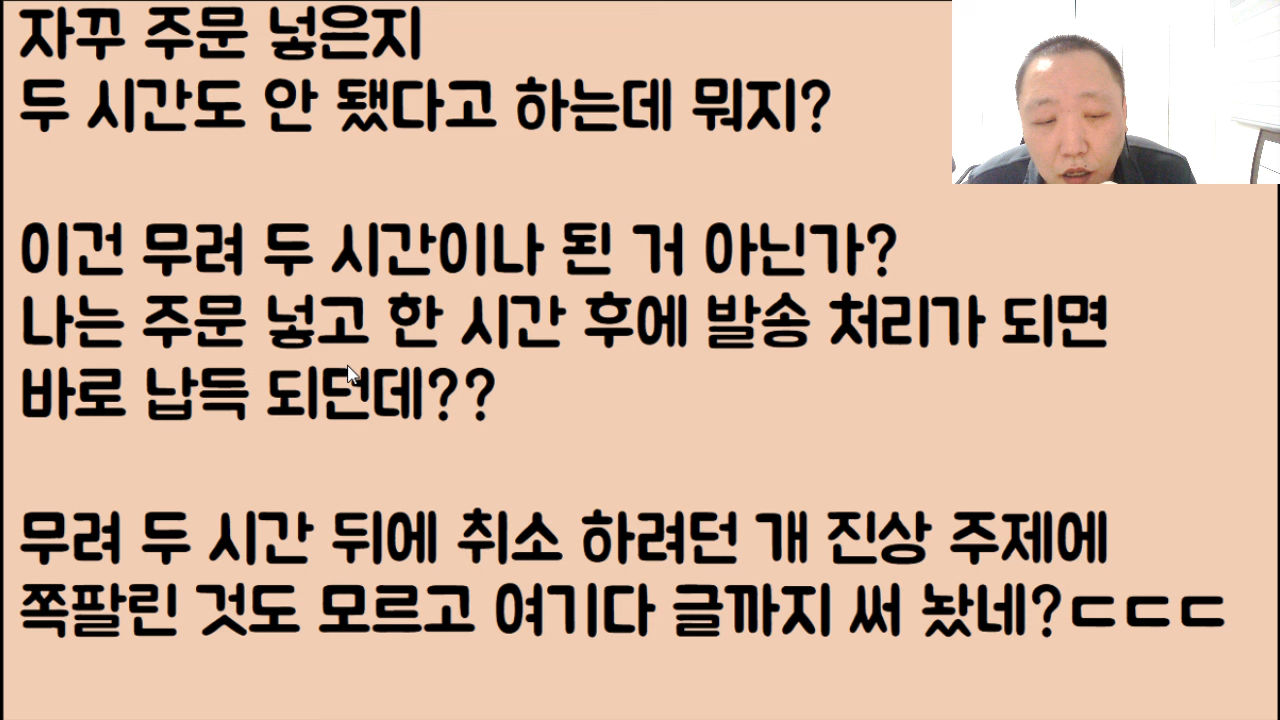 자꾸 주문 넣은지
두 시간도 안 됐다고 하는데 뭐지?
이건 무려 두 시간이나 된 거 아닌가?
나는 주문 넣고 한 시간 후에 발송 처리가 되면
바로 납득 되던데??
무려 두 시간 뒤에 취소 하려던 개 진상 주제에
쪽팔린 것도 모르고 여기다 글까지 써 놨네?ㄷㄷㄷ